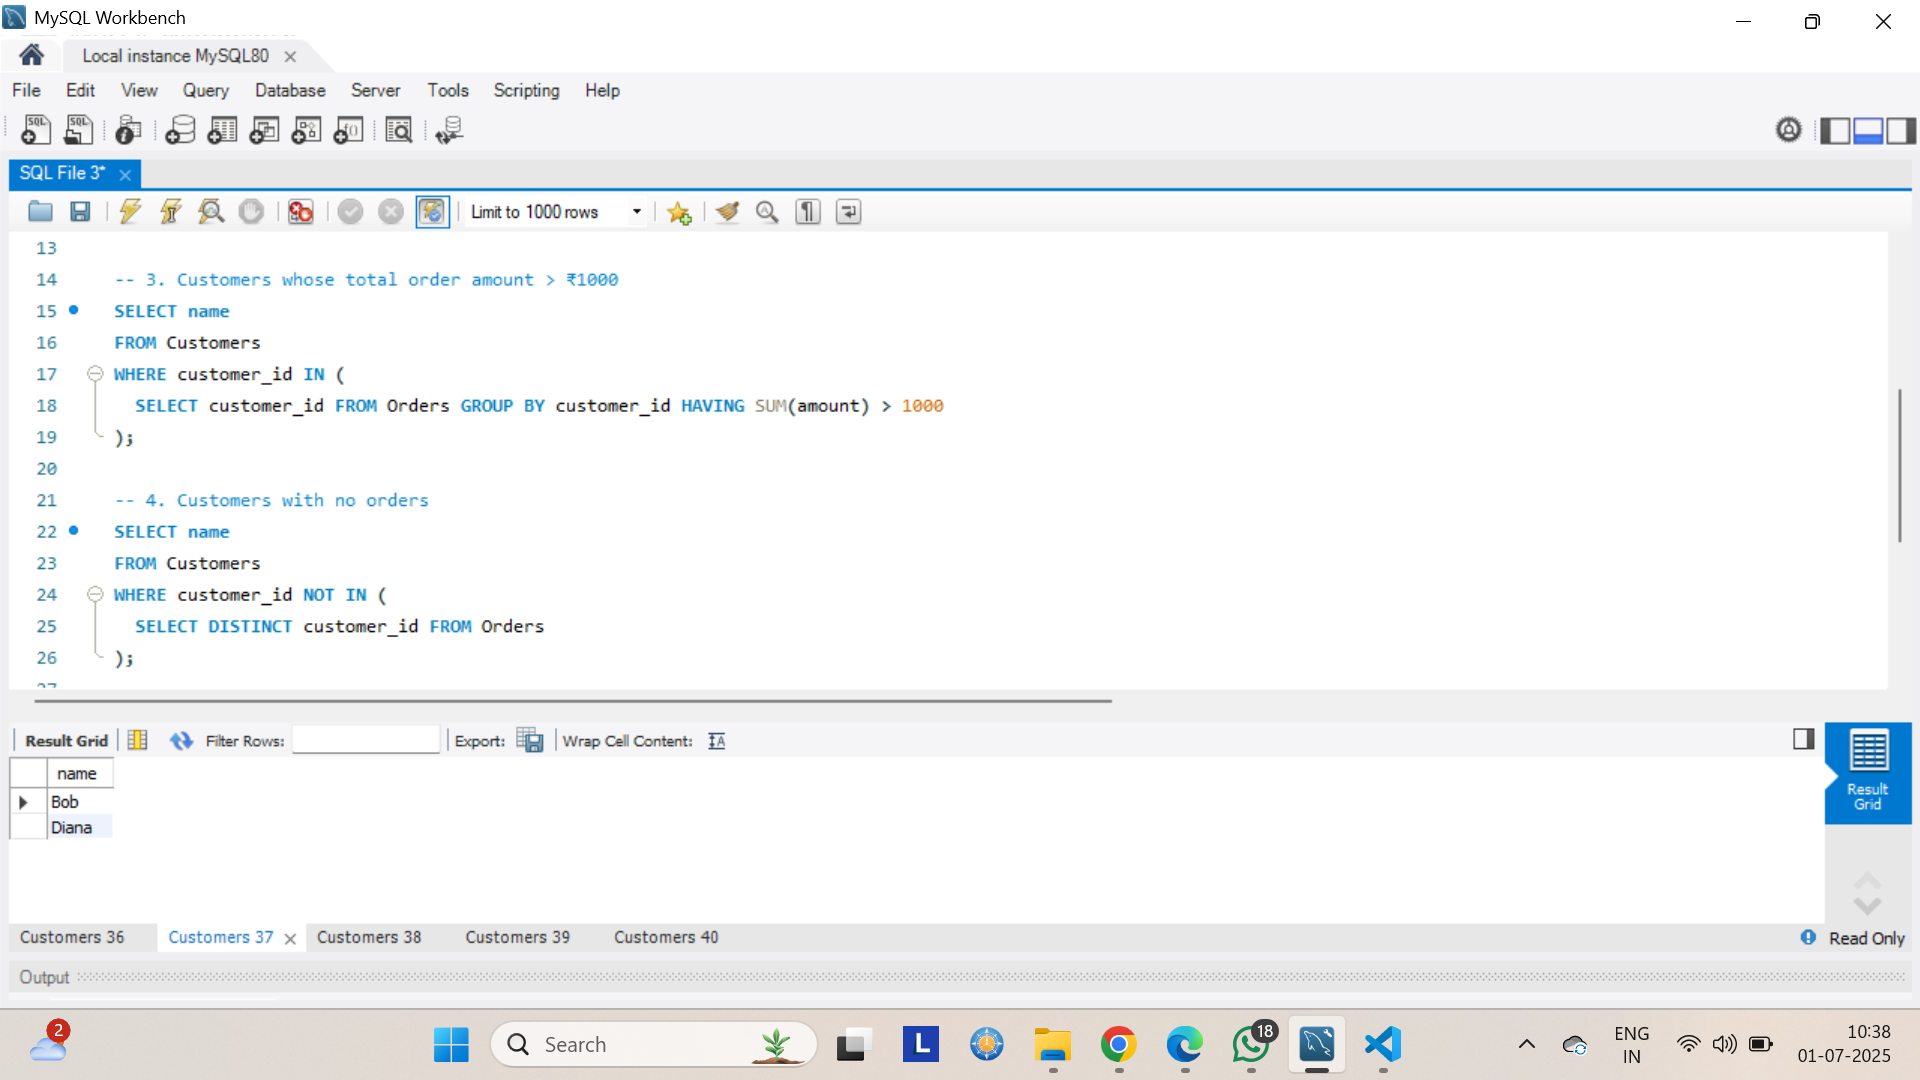 MySQL Workbench
Local instance MySQL80
File Edit View Query Database Server Tools Scripting Help
SQL File 3*
Limit to 1000 rows
13
14 -- 3. Customers whose total order amount > ₹1000
15 SELECT name
16 FROM Customers
17 WHERE customer_id IN (
18 SELECT customer_id FROM Orders GROUP BY customer_id HAVING SUM(amount) > 1000
19 );
20
21 -- 4. Customers with no orders
22 SELECT name
23 FROM Customers
24 WHERE customer_id NOT IN (
25 SELECT DISTINCT customer_id FROM Orders
26 );
Result Grid Filter Rows: Export: Wrap Cell Content:
name
Bob
Diana
Result
Grid
Customers 36 Customers 37 Customers 38 Customers 39 Customers 40
Read Only
Output
2
Search
L
18
ENG
IN
10:38
01-07-2025